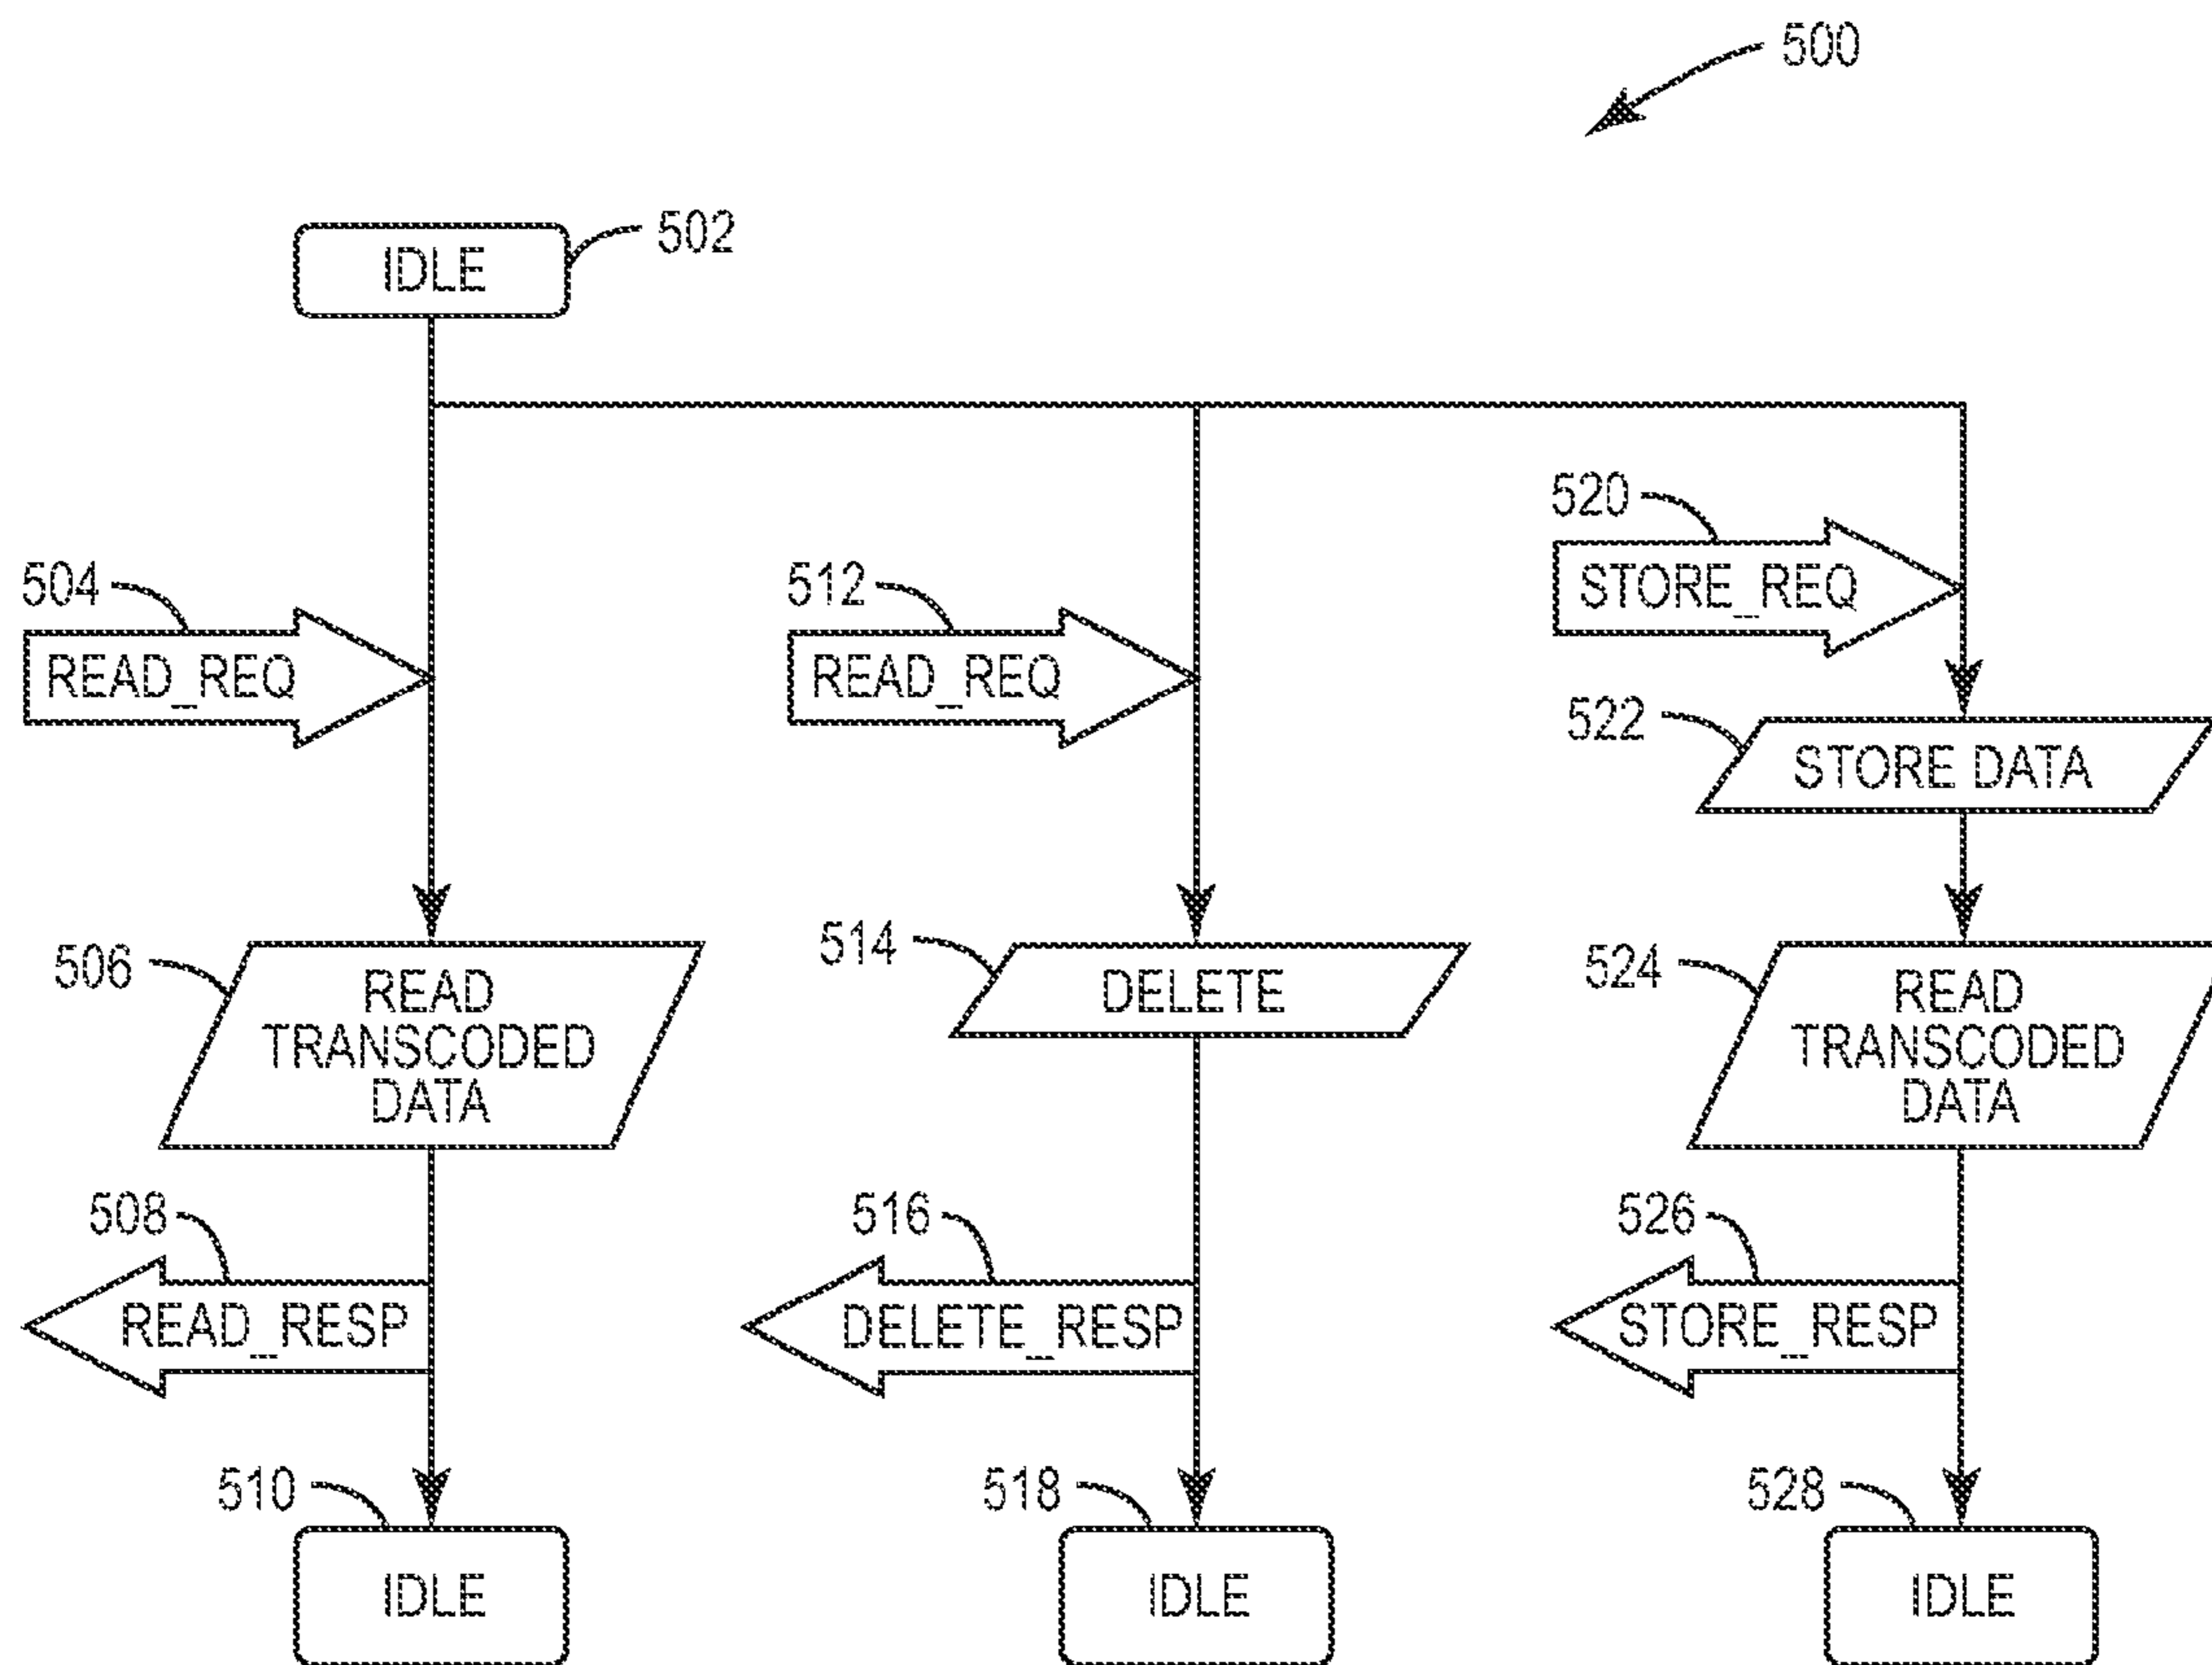 500
IDLE
502
520
STORE_REQ
504
READ_REQ
512
READ_REQ
522
STORE DATA
506
READ
TRANSCODED
DATA
514
DELETE
524
READ
TRANSCODED
DATA
508
READ_RESP
516
DELETE_RESP
526
STORE_RESP
510
IDLE
518
IDLE
528
IDLE